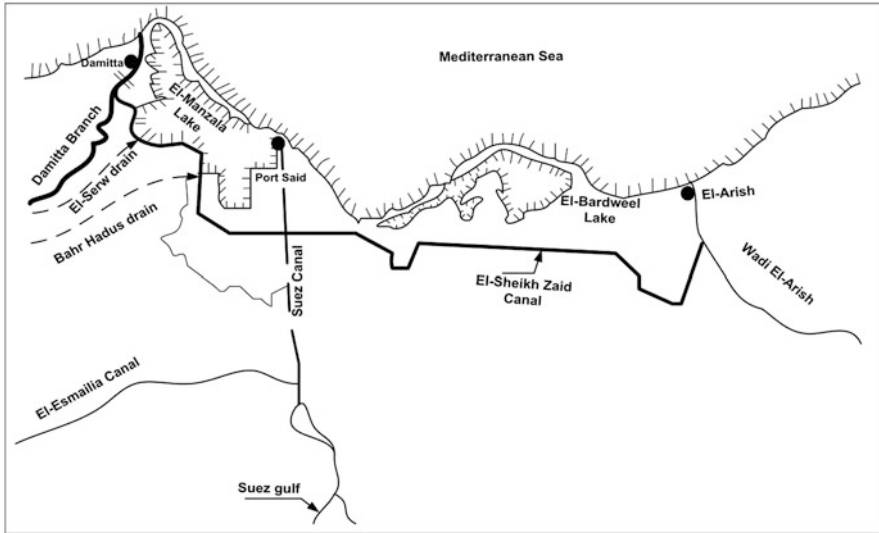 Mediterranean Sea
Damitta
El-Manzala
Lake
Damitta Branch
El-Serw drain
Bahr Hadus drain
Port Said
El-Bardweel
Lake
El-Arish
Wadi El-Arish
Suez Canal
El-Sheikh Zaid
Canal
El-Esmailia Canal
Suez gulf